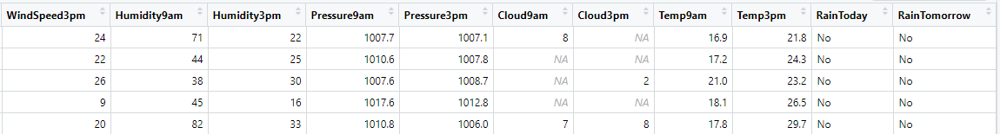 WindSpeed3pm Humidity9am Humidity3pm Pressure9am Pressure3pm Cloud9am Cloud3pm Temp9am Temp3pm RainToday RainTomorrow
24 71 22 1007.7 1007.1 8 NA 16.9 21.8 No No
22 44 25 1010.6 1007.8 NA NA 17.2 24.3 No No
26 38 30 1007.6 1008.7 NA 2 21.0 23.2 No No
9 45 16 1017.6 1012.8 NA NA 18.1 26.5 No No
20 82 33 1010.8 1006.0 7 8 17.8 29.7 No No